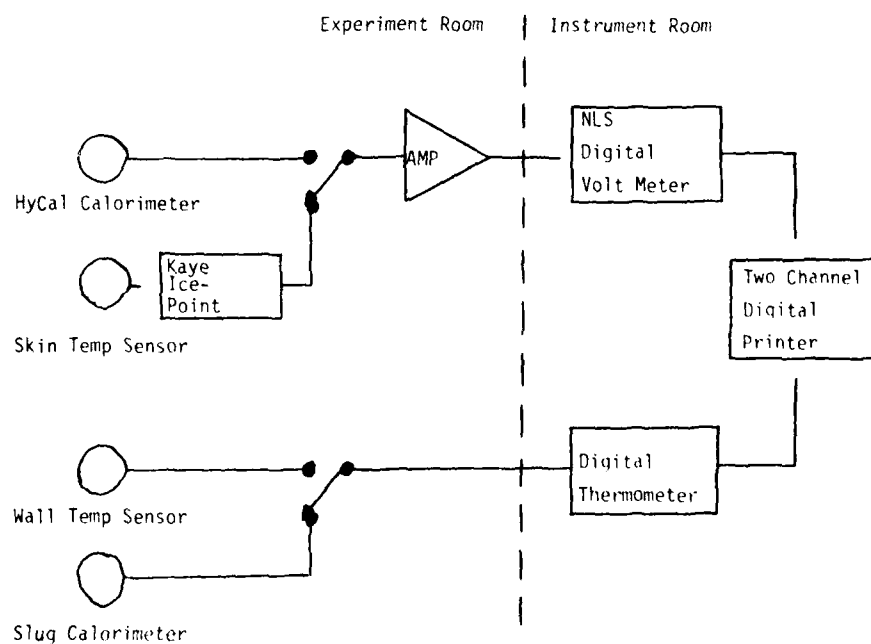 Experiment Room
Instrument Room
HyCal Calorimeter
Kaye
Ice-
Point
Skin Temp Sensor
AMP
NLS
Digital
Volt Meter
Two Channel
Digital
Printer
Wall Temp Sensor
Slug Calorimeter
Digital
Thermometer